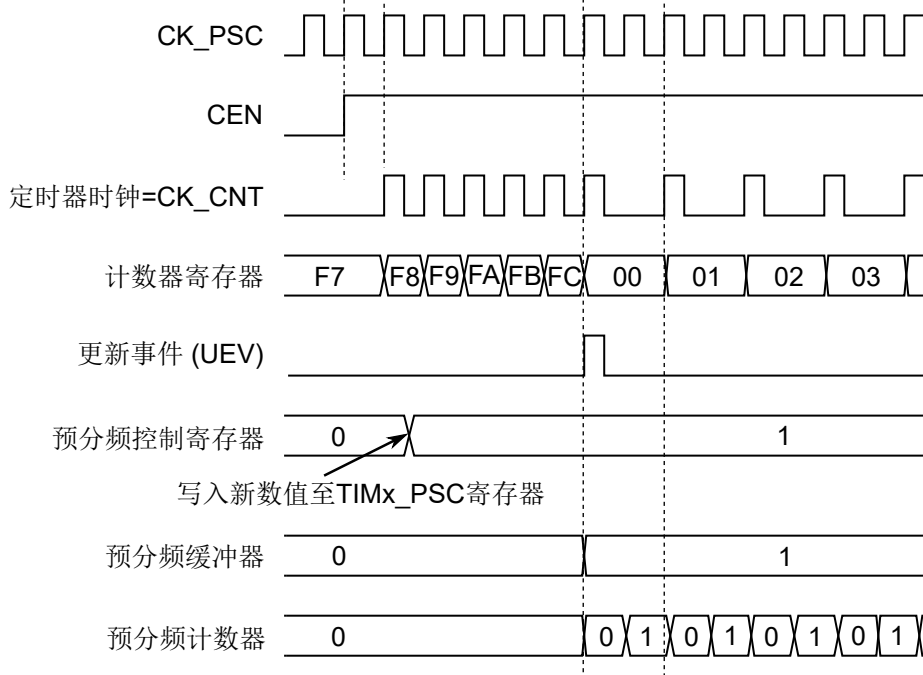 CK_PSC
CEN
定时器时钟=CK_CNT
计数器寄存器 F7 F8 F9 FA FB FC 00 01 02 03
更新事件 (UEV)
预分频控制寄存器 0 1
写入新数值至TIMx_PSC寄存器
预分频缓冲器 0 1
预分频计数器 0 0 1 0 1 0 1 0 1